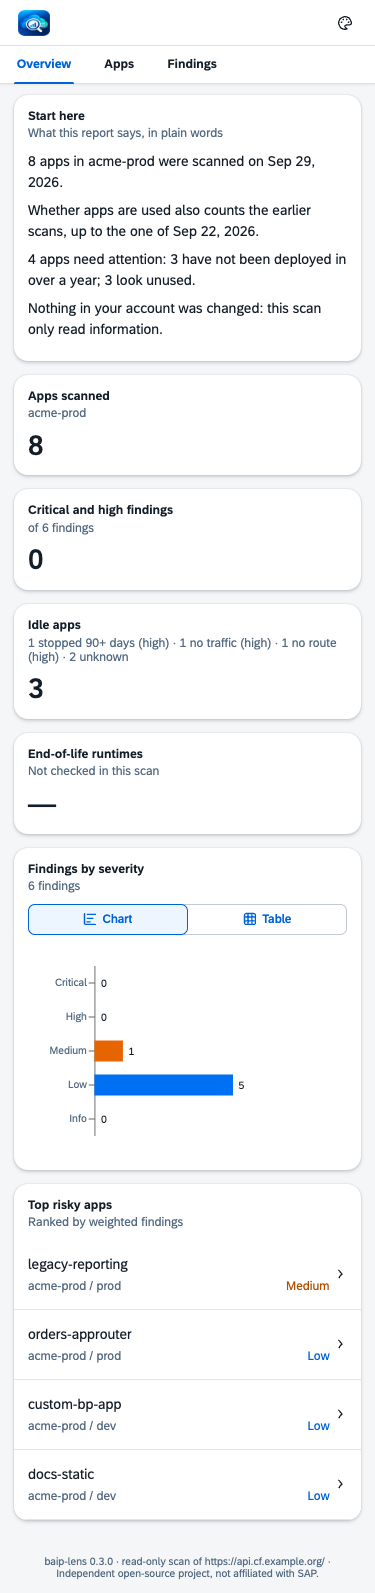 Overview Apps Findings
Start here
What this report says, in plain words
8 apps in acme-prod were scanned on Sep 29,
2026.
Whether apps are used also counts the earlier
scans, up to the one of Sep 22, 2026.
4 apps need attention: 3 have not been deployed in
over a year; 3 look unused.
Nothing in your account was changed: this scan
only read information.
Apps scanned
acme-prod
8
Critical and high findings
of 6 findings
0
Idle apps
1 stopped 90+ days (high) · 1 no traffic (high) · 1 no route
(high) · 2 unknown
3
End-of-life runtimes
Not checked in this scan
—
Findings by severity
6 findings
Chart Table
Critical 0
High 0
Medium 1
Low 5
Info 0
Top risky apps
Ranked by weighted findings
legacy-reporting
acme-prod / prod Medium
orders-approuter
acme-prod / prod Low
custom-bp-app
acme-prod / dev Low
docs-static
acme-prod / dev Low
baip-lens 0.3.0 · read-only scan of https://api.cf.example.org/ ·
Independent open-source project, not affiliated with SAP.